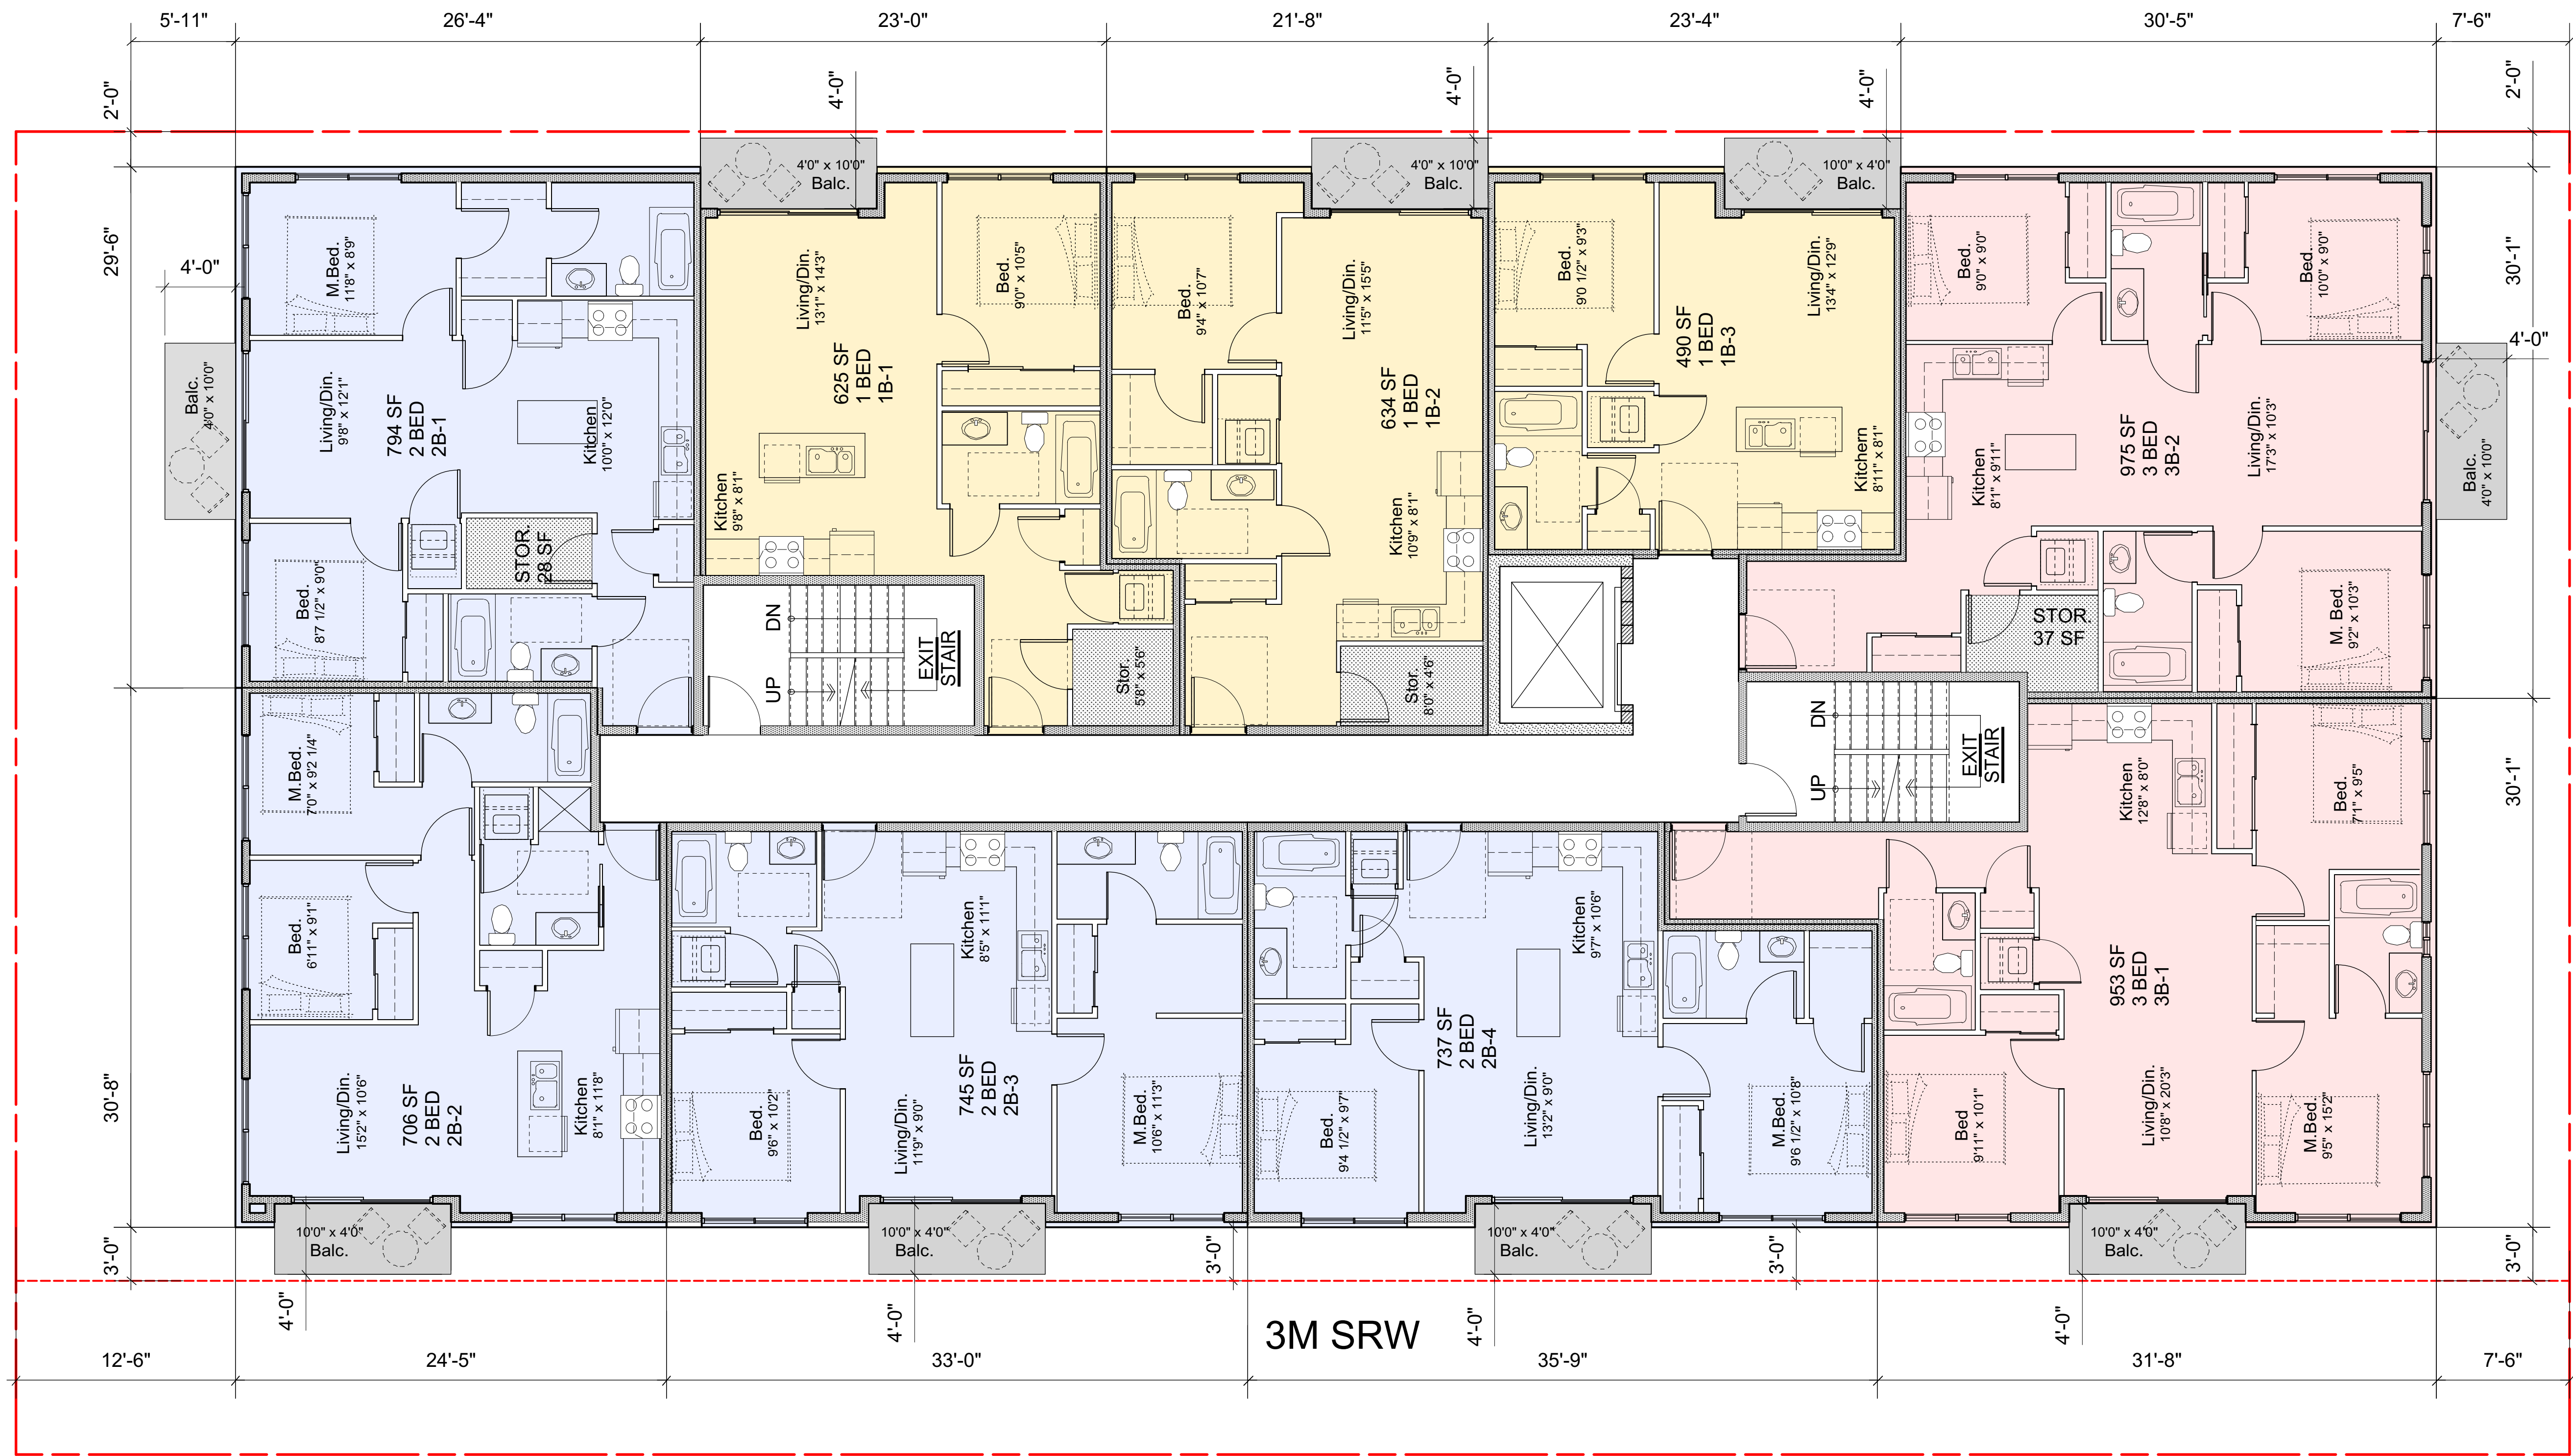 5'-11"
26'-4"
23'-0"
21'-8"
23'-4"
30'-5"
7'-6"
2'-0"
4'-0"
4'-0"
4'-0"
2'-0"
4'0" x 10'0"
Balc.
4'0" x 10'0"
Balc.
10'0" x 4'0"
Balc.
29'-6"
4'-0"
30'-1"
4'-0"
M.Bed.
11'8" x 8'9"
Living/Din.
9'8" x 12'1"
794 SF
2 BED
2B-1
Kitchen
10'0" x 12'0"
Balc.
4'0" x 10'0"
Bed.
8'7 1/2" x 9'0"
STOR.
28 SF
Living/Din.
13'1" x 14'3"
625 SF
1 BED
1B-1
Kitchen
9'8" x 8'1"
Bed.
9'0" x 10'5"
Stor.
5'8" x 5'6"
UP
DN
EXIT
STAIR
Bed.
9'4" x 10'7"
Living/Din.
11'5" x 15'5"
634 SF
1 BED
1B-2
Kitchen
10'9" x 8'1"
Stor.
8'0" x 4'6"
Bed.
9'0 1/2" x 9'3"
490 SF
1 BED
1B-3
Living/Din.
13'4" x 12'9"
Kitchern
8'11" x 8'1"
Bed.
9'0" x 9'0"
Bed.
10'0" x 9'0"
Kitchen
8'1" x 9'11"
975 SF
3 BED
3B-2
Living/Din.
17'3" x 10'3"
Balc.
4'0" x 10'0"
STOR.
37 SF
M. Bed.
9'2" x 10'3"
UP
DN
EXIT
STAIR
M.Bed.
7'0" x 9'2 1/4"
Bed.
6'11" x 9'1"
Living/Din.
15'2" x 10'6"
706 SF
2 BED
2B-2
Kitchen
8'1" x 11'8"
Bed.
9'6" x 10'2"
Living/Din.
11'9" x 9'0"
745 SF
2 BED
2B-3
Kitchen
8'5" x 11'1"
M.Bed.
10'6" x 11'3"
Bed.
9'4 1/2" x 9'7"
737 SF
2 BED
2B-4
Living/Din.
13'2" x 9'0"
Kitchen
9'7" x 10'6"
M.Bed.
9'6 1/2" x 10'8"
Kitchen
12'8" x 8'0"
Bed.
7'1" x 9'5"
953 SF
3 BED
3B-1
Bed
9'11" x 10'1"
Living/Din.
10'8" x 20'3"
M.Bed.
9'5" x 15'2"
30'-8"
30'-1"
10'0" x 4'0"
Balc.
10'0" x 4'0"
Balc.
10'0" x 4'0"
Balc.
10'0" x 4'0"
Balc.
3'-0"
3'-0"
3'-0"
3'-0"
4'-0"
4'-0"
4'-0"
4'-0"
3M SRW
12'-6"
24'-5"
33'-0"
35'-9"
31'-8"
7'-6"